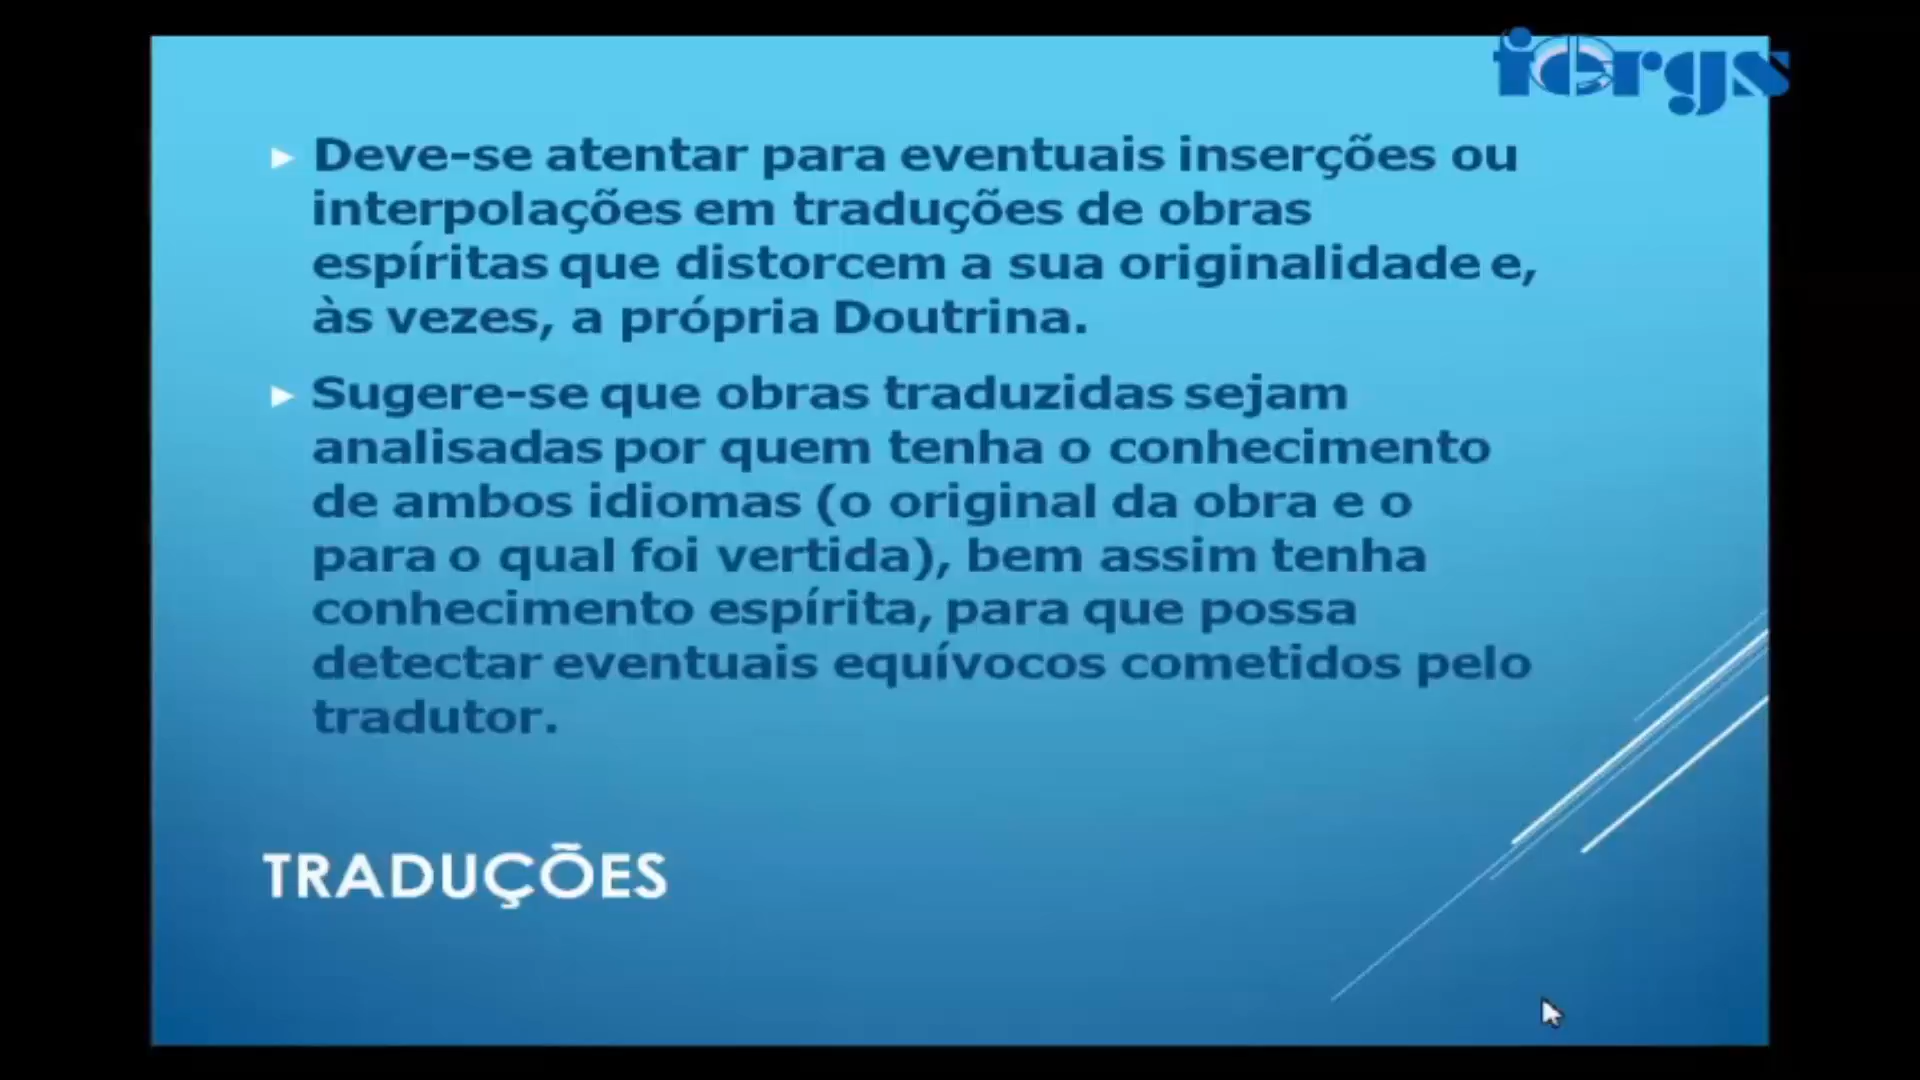 fergs
Deve-se atentar para eventuais inserções ou
interpolações em traduções de obras
espíritas que distorcem a sua originalidade e,
às vezes, a própria Doutrina.
Sugere-se que obras traduzidas sejam
analisadas por quem tenha o conhecimento
de ambos idiomas (o original da obra e o
para o qual foi vertida), bem assim tenha
conhecimento espírita, para que possa
detectar eventuais equívocos cometidos pelo
tradutor.
TRADUÇÕES